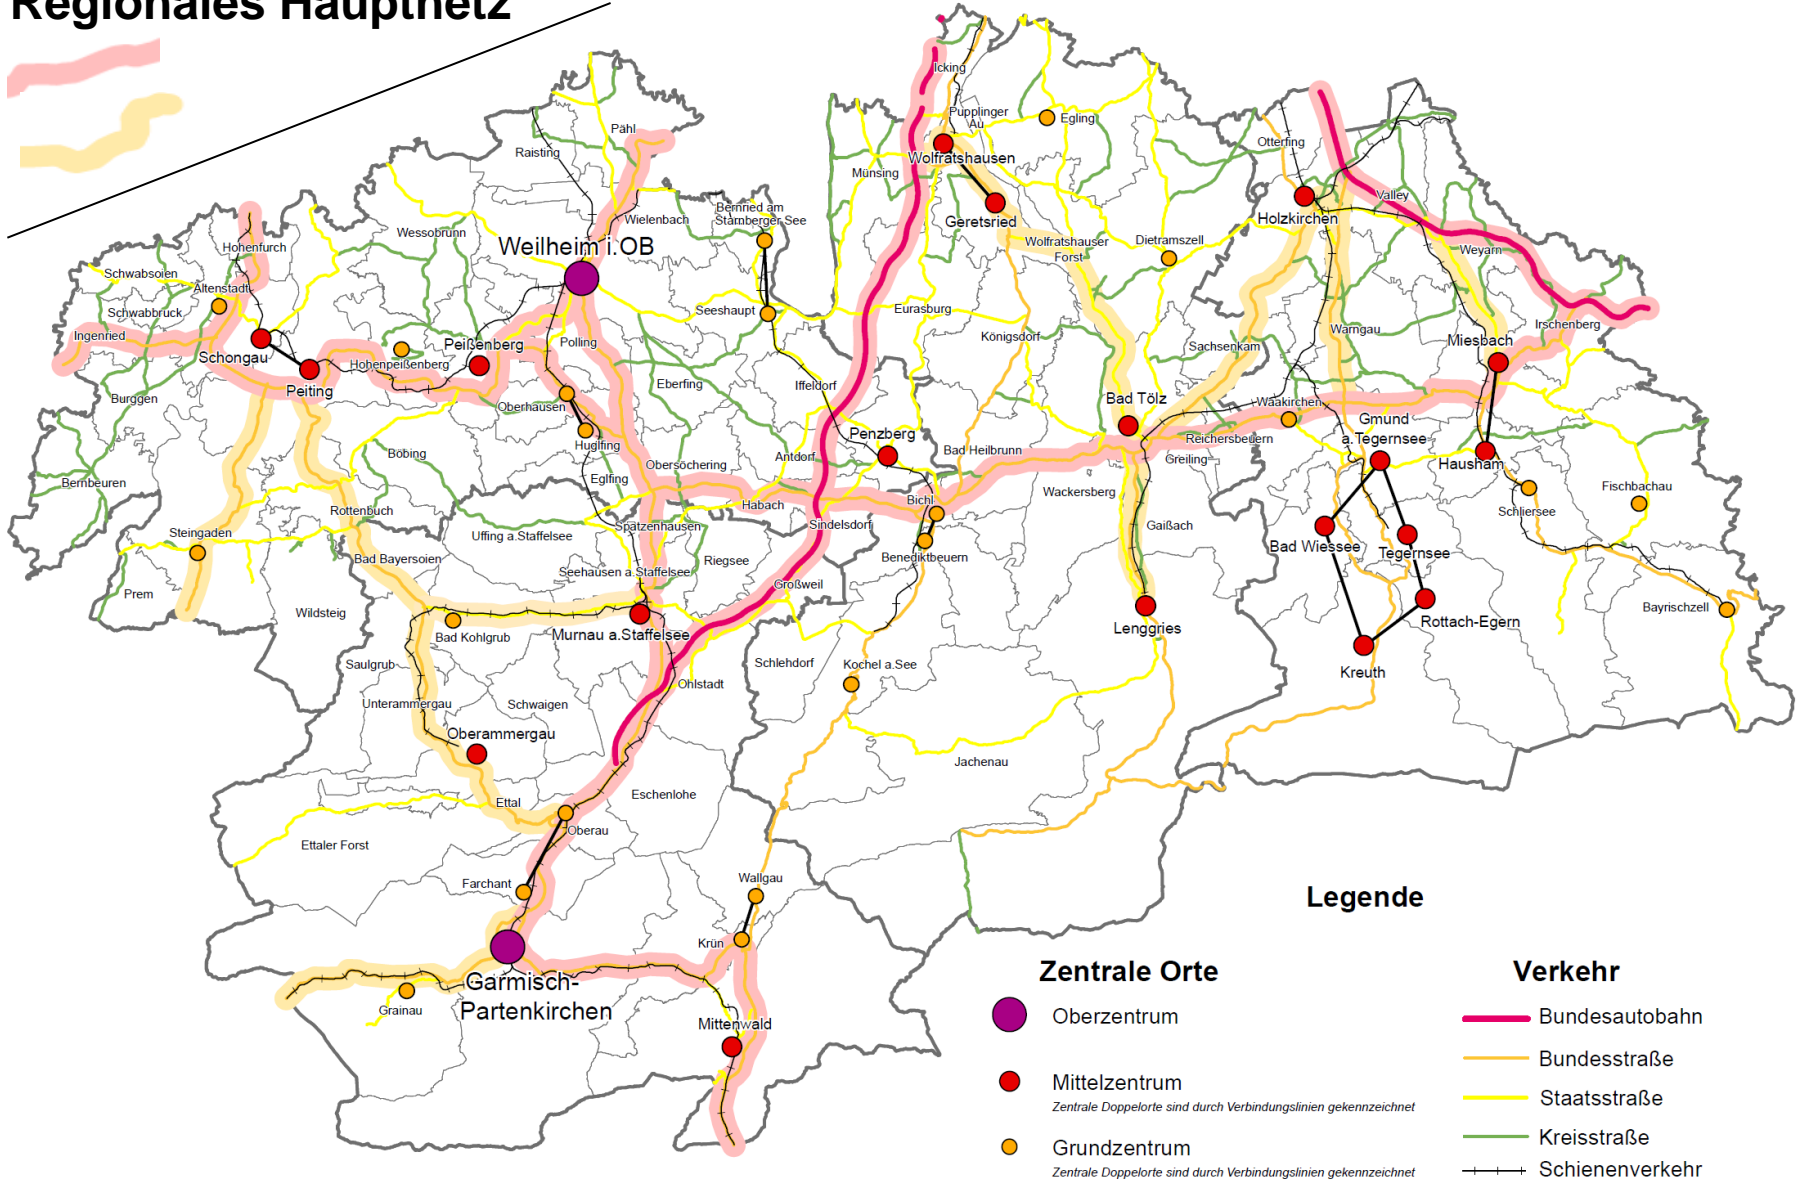 Regionales Hauptnetz
Icking
Pupplinger
Au
Egling
Pähl
Raisting
Otterfing
Wolfratshausen
Münsing
Valley
Bernried am
Starnberger See
Wielenbach
Geretsried
Holzkirchen
Wessobrunn
Weilheim i.OB
Wolfratshauser
Forst
Dietramszell
Weyarn
Hohenfurch
Schwabsoien
Altenstadt
Schwabbruck
Seeshaupt
Eurasburg
Irschenberg
Ingenried
Schongau
Peißenberg
Polling
Königsdorf
Sachsenkam
Warngau
Miesbach
Hohenpeißenberg
Peiting
Eberfing
Iffeldorf
Burggen
Oberhausen
Bad Tölz
Waakirchen
Gmund
a.Tegernsee
Huglfing
Penzberg
Reichersbeuern
Böbing
Antdorf
Bad Heilbrunn
Greiling
Hausham
Obersöchering
Bernbeuren
Eglfing
Wackersberg
Fischbachau
Habach
Bichl
Schliersee
Rottenbuch
Steingaden
Uffing a.Staffelsee
Spatzenhausen
Sindelsdorf
Gaißach
Bad Wiessee
Tegernsee
Bad Bayersoien
Riegsee
Benediktbeuern
Seehausen a.Staffelsee
Großweil
Prem
Wildsteig
Bayrischzell
Bad Kohlgrub
Murnau a.Staffelsee
Lenggries
Rottach-Egern
Saulgrub
Schlehdorf
Kochel a.See
Kreuth
Ohlstadt
Unterammergau
Schwaigen
Oberammergau
Jachenau
Eschenlohe
Ettal
Oberau
Ettaler Forst
Farchant
Wallgau
Krün
Garmisch-
Partenkirchen
Grainau
Mittenwald
Legende
Zentrale Orte
Oberzentrum
Mittelzentrum
Zentrale Doppelorte sind durch Verbindungslinien gekennzeichnet
Grundzentrum
Zentrale Doppelorte sind durch Verbindungslinien gekennzeichnet
Verkehr
Bundesautobahn
Bundesstraße
Staatsstraße
Kreisstraße
Schienenverkehr